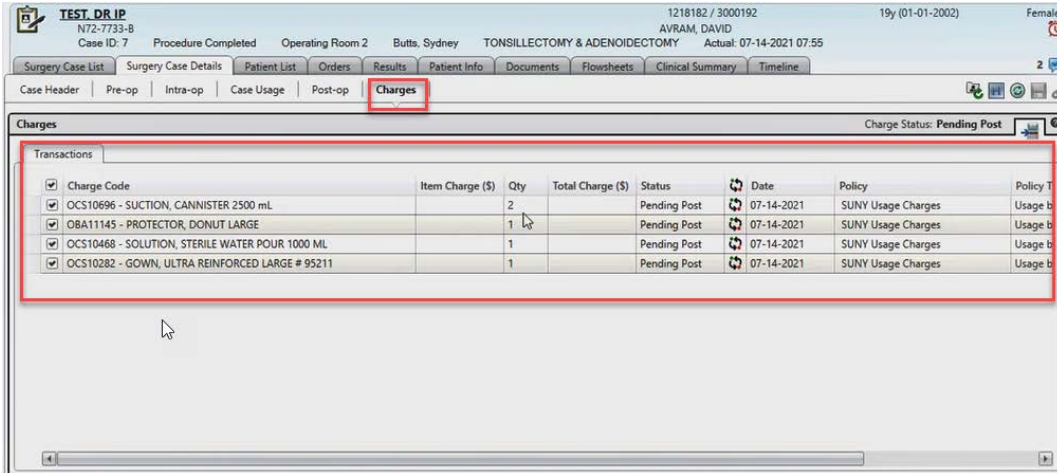 TEST, DR IP 1218182 / 3000192 19y (01-01-2002) Female
N72-7733-B AVRAM, DAVID
Case ID: 7 Procedure Completed Operating Room 2 Butts, Sydney TONSILLECTOMY & ADENOIDECTOMY Actual: 07-14-2021 07:55
Surgery Case List Surgery Case Details Patient List Orders Results Patient Info Documents Flowsheets Clinical Summary Timeline 2
Case Header Pre-op Intra-op Case Usage Post-op Charges
Charges Charge Status: Pending Post
Transactions
Charge Code Item Charge ($) Qty Total Charge ($) Status Date Policy Policy T
OCS10696 - SUCTION, CANNISTER 2500 mL 2 Pending Post 07-14-2021 SUNY Usage Charges Usage b
OBA11145 - PROTECTOR, DONUT LARGE 1 Pending Post 07-14-2021 SUNY Usage Charges Usage b
OCS10468 - SOLUTION, STERILE WATER POUR 1000 ML 1 Pending Post 07-14-2021 SUNY Usage Charges Usage b
OCS10282 - GOWN, ULTRA REINFORCED LARGE # 95211 1 Pending Post 07-14-2021 SUNY Usage Charges Usage b